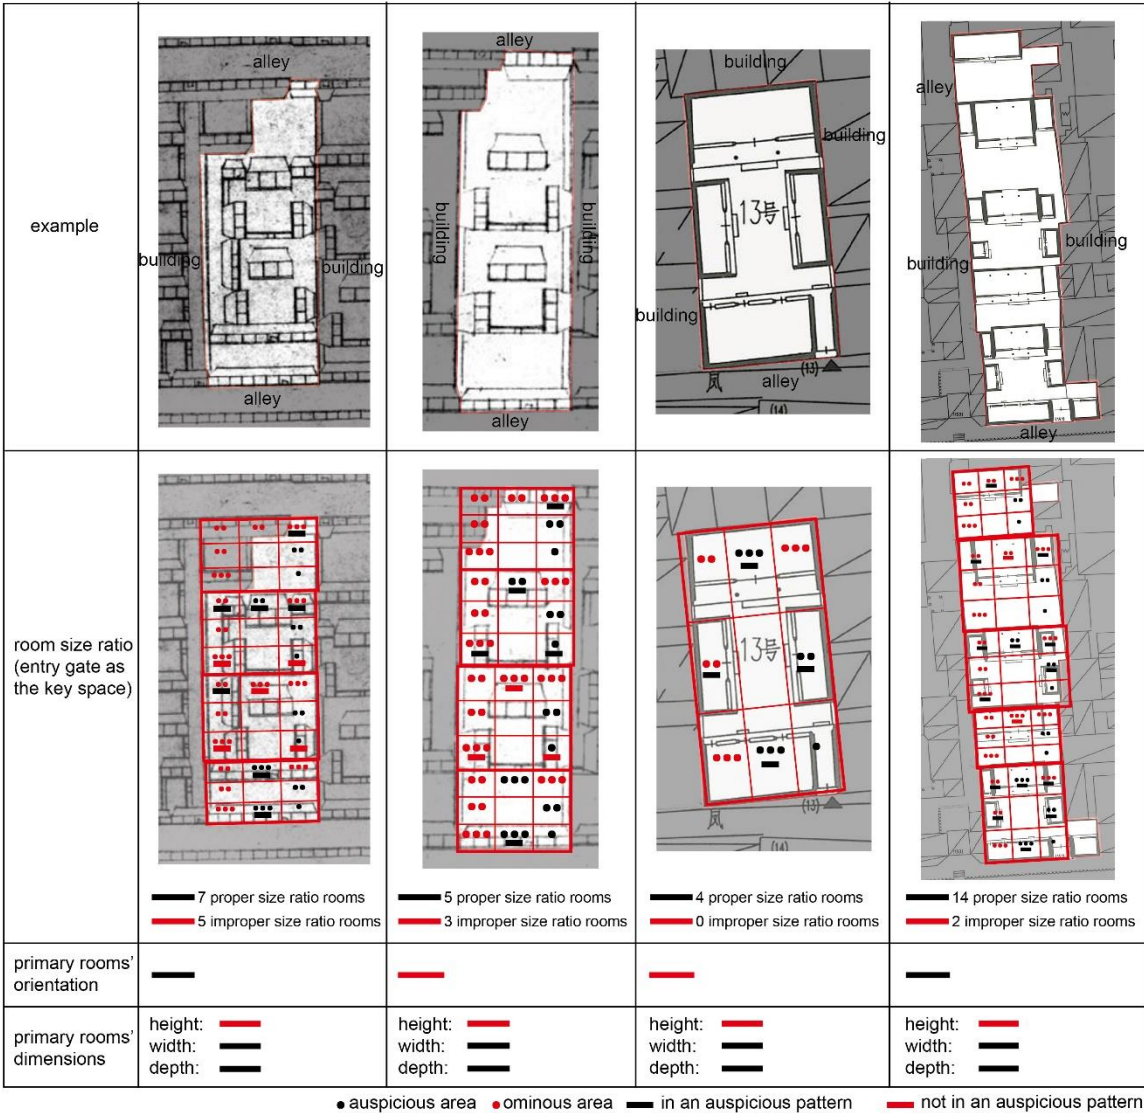 example
alley
building
building
alley
alley
building
building
alley
building
building
13号
building
(13)
凤
alley
(14)
alley
building
building
alley
room size ratio
(entry gate as
the key space)
13号
(13)
凤
(14)
7 proper size ratio rooms
5 improper size ratio rooms
5 proper size ratio rooms
3 improper size ratio rooms
4 proper size ratio rooms
0 improper size ratio rooms
14 proper size ratio rooms
2 improper size ratio rooms
primary rooms'
orientation
primary rooms'
dimensions
height:
width:
depth:
height:
width:
depth:
height:
width:
depth:
height:
width:
depth:
auspicious area
ominous area
in an auspicious pattern
not in an auspicious pattern